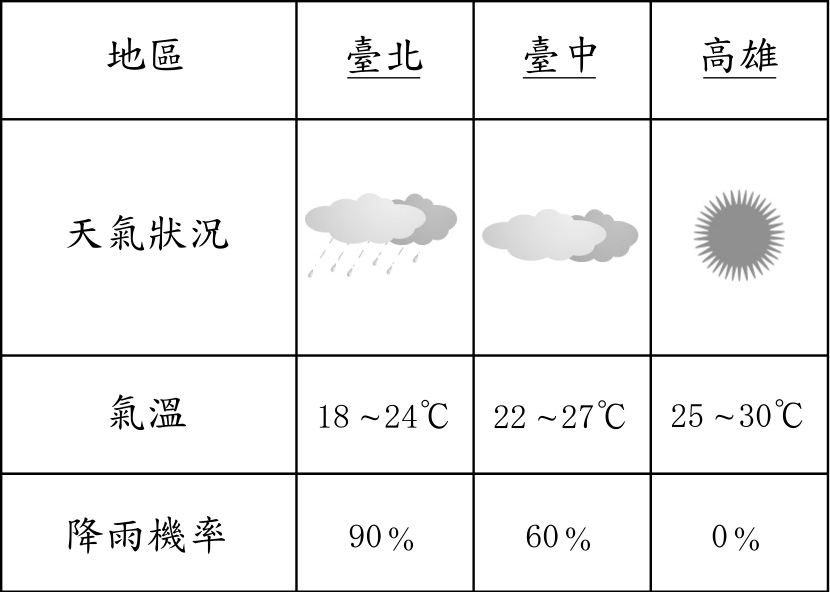 地區 臺北 臺中 高雄
天氣狀況
氣溫 18 ~24℃ 22 ~27℃ 25 ~30℃
降雨機率 90% 60% 0%